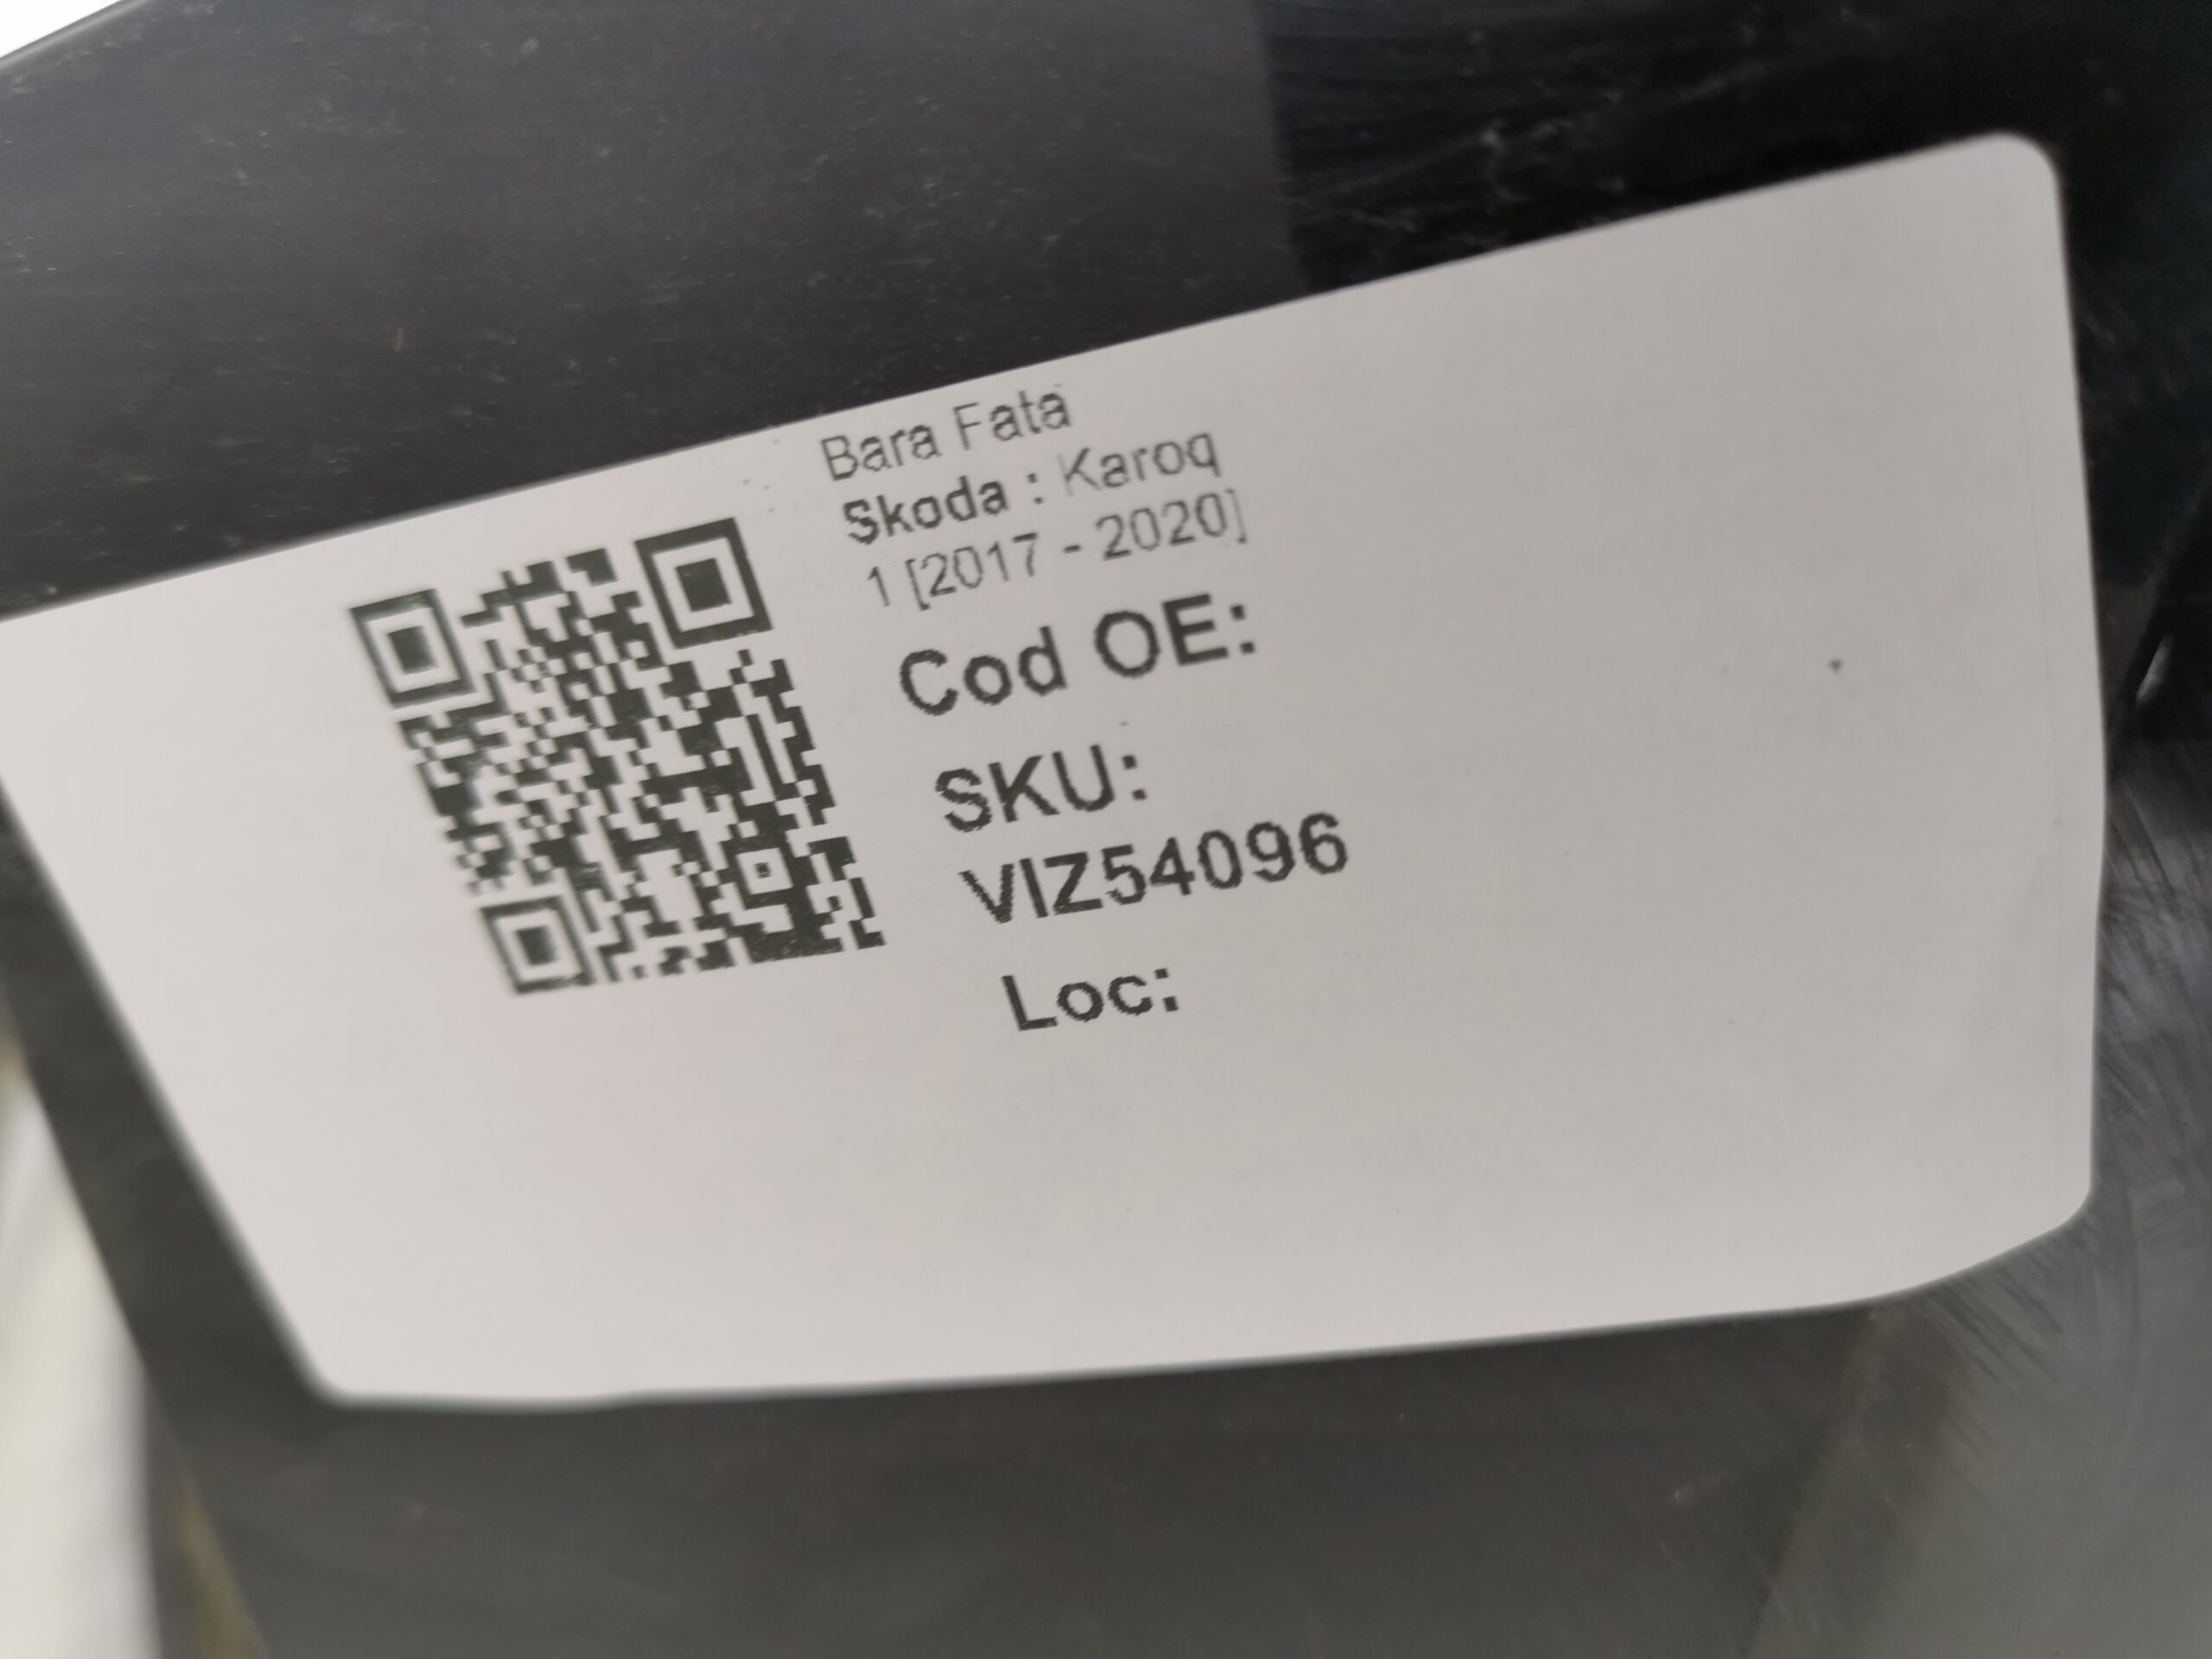 Bara Fata
Skoda : Karoq
1 [2017 - 2020]
Cod OE:
SKU:
VIZ54096
Loc: